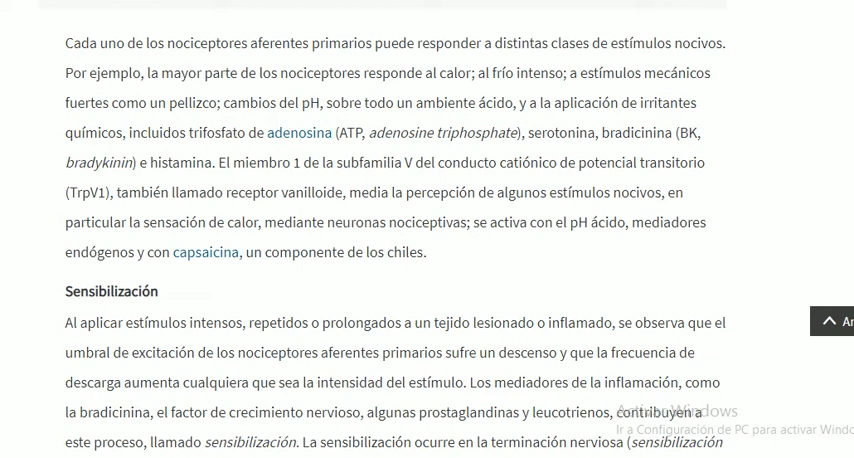 Cada uno de los nociceptores aferentes primarios puede responder a distintas clases de estímulos nocivos.
Por ejemplo, la mayor parte de los nociceptores responde al calor; al frío intenso; a estímulos mecánicos
fuertes como un pellizco; cambios del pH, sobre todo un ambiente ácido, y a la aplicación de irritantes
químicos, incluidos trifosfato de adenosina (ATP, adenosine triphosphate), serotonina, bradicinina (BK,
bradykinin) e histamina. El miembro 1 de la subfamilia V del conducto catiónico de potencial transitorio
(TrpV1), también llamado receptor vanilloide, media la percepción de algunos estímulos nocivos, en
particular la sensación de calor, mediante neuronas nociceptivas; se activa con el pH ácido, mediadores
endógenos y con capsaicina, un componente de los chiles.
Sensibilización
Al aplicar estímulos intensos, repetidos o prolongados a un tejido lesionado o inflamado, se observa que el
umbral de excitación de los nociceptores aferentes primarios sufre un descenso y que la frecuencia de
descarga aumenta cualquiera que sea la intensidad del estímulo. Los mediadores de la inflamación, como
la bradicinina, el factor de crecimiento nervioso, algunas prostaglandinas y leucotrienos, contribuyen a
este proceso, llamado sensibilización. La sensibilización ocurre en la terminación nerviosa (sensibilización
Ar
Activar Windows
Ir a Configuración de PC para activar Windo